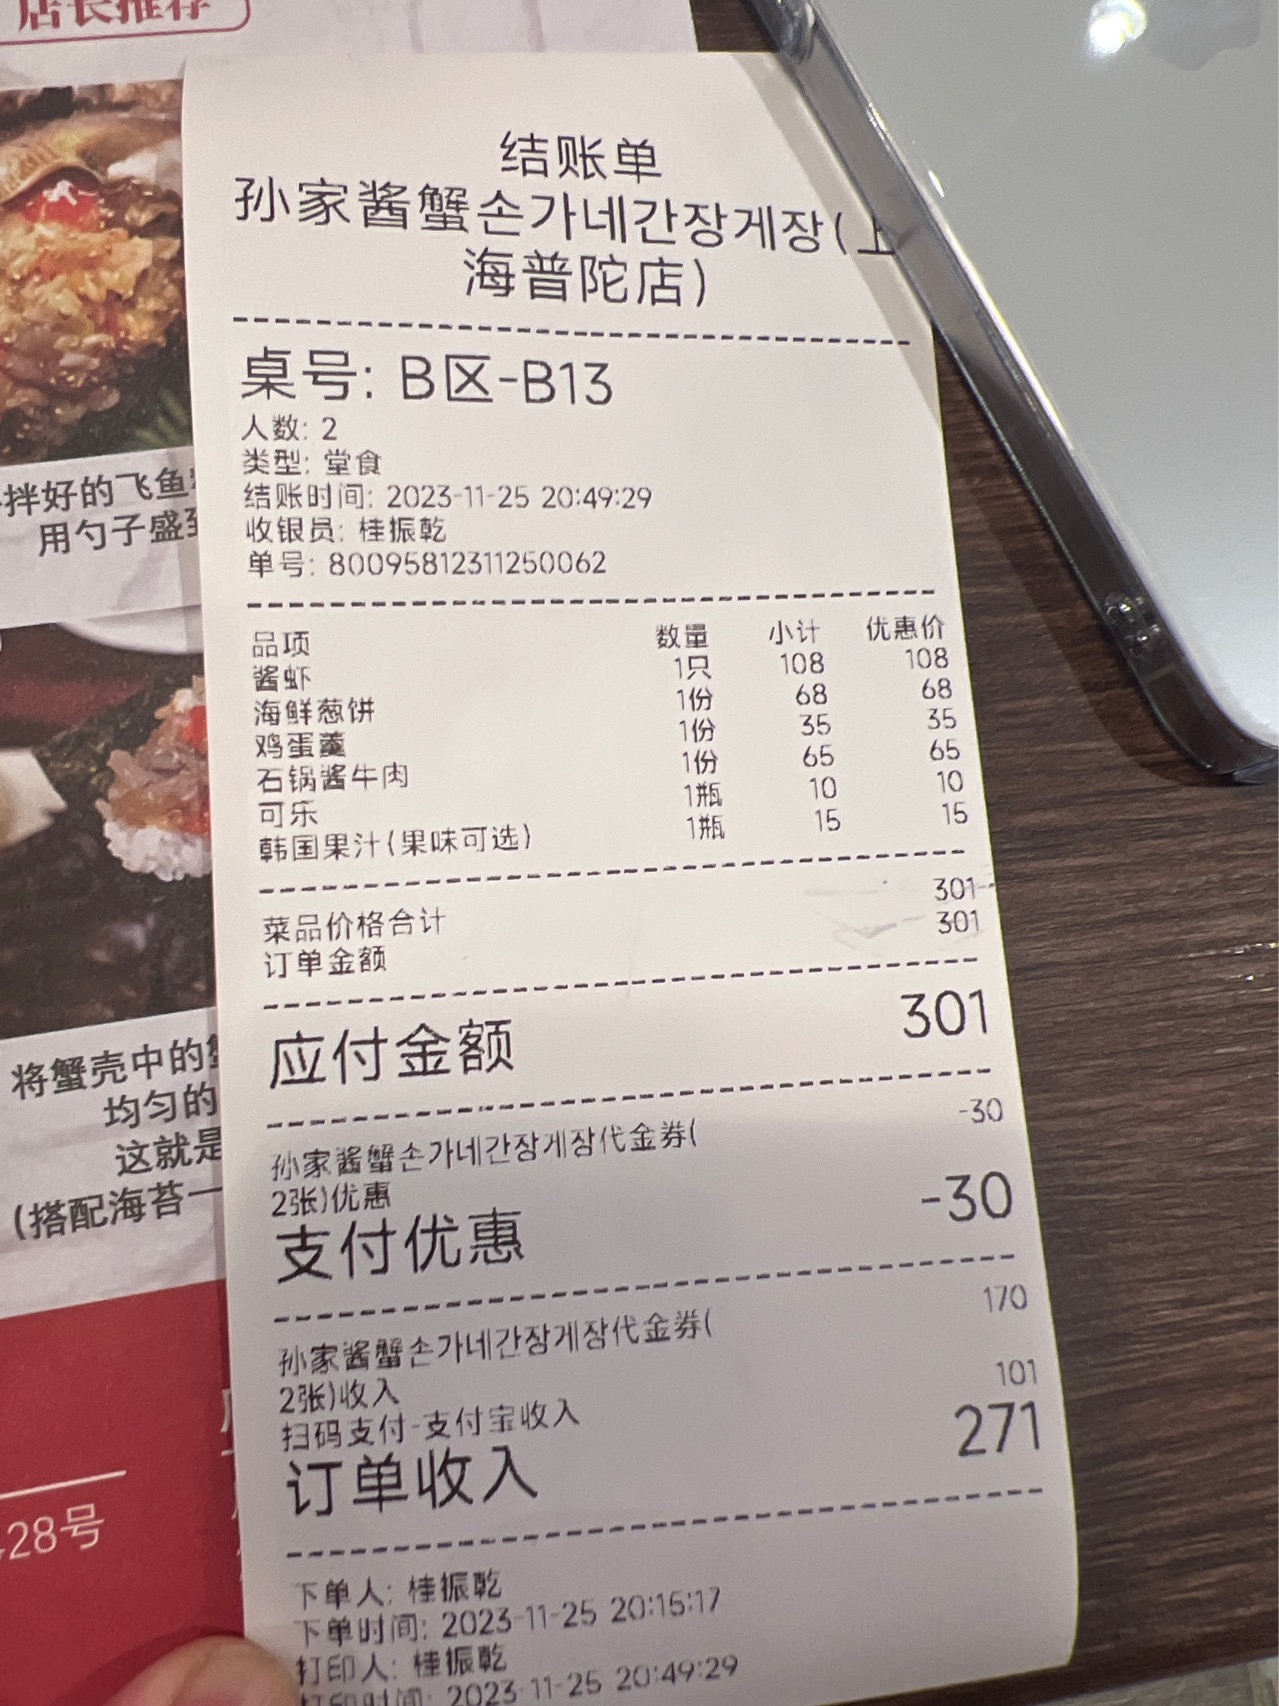 店长推荐
结账单
孙家酱蟹손가네간장게장(上
海普陀店)
桌号: B区-B13
人数: 2
类型: 堂食
结账时间: 2023-11-25 20:49:29
收银员: 桂振乾
单号: 80095812311250062
品项 数量 小计 优惠价
酱虾 1只 108 108
海鲜葱饼 1份 68 68
鸡蛋羹 1份 35 35
石锅酱牛肉 1份 65 65
可乐 1瓶 10 10
韩国果汁(果味可选) 1瓶 15 15
菜品价格合计 301
订单金额 301
应付金额 301
孙家酱蟹손가네간장게장代金券( -30
2张)优惠
支付优惠 -30
孙家酱蟹손가네간장게장代金券( 170
2张)收入
扫码支付-支付宝收入 101
订单收入 271
下单人: 桂振乾
下单时间: 2023-11-25 20:15:17
打印人: 桂振乾
打印时间: 2023-11-25 20:49:29
拌好的飞鱼
用勺子盛
将蟹壳中的
均匀的
这就是
(搭配海苔一
28号